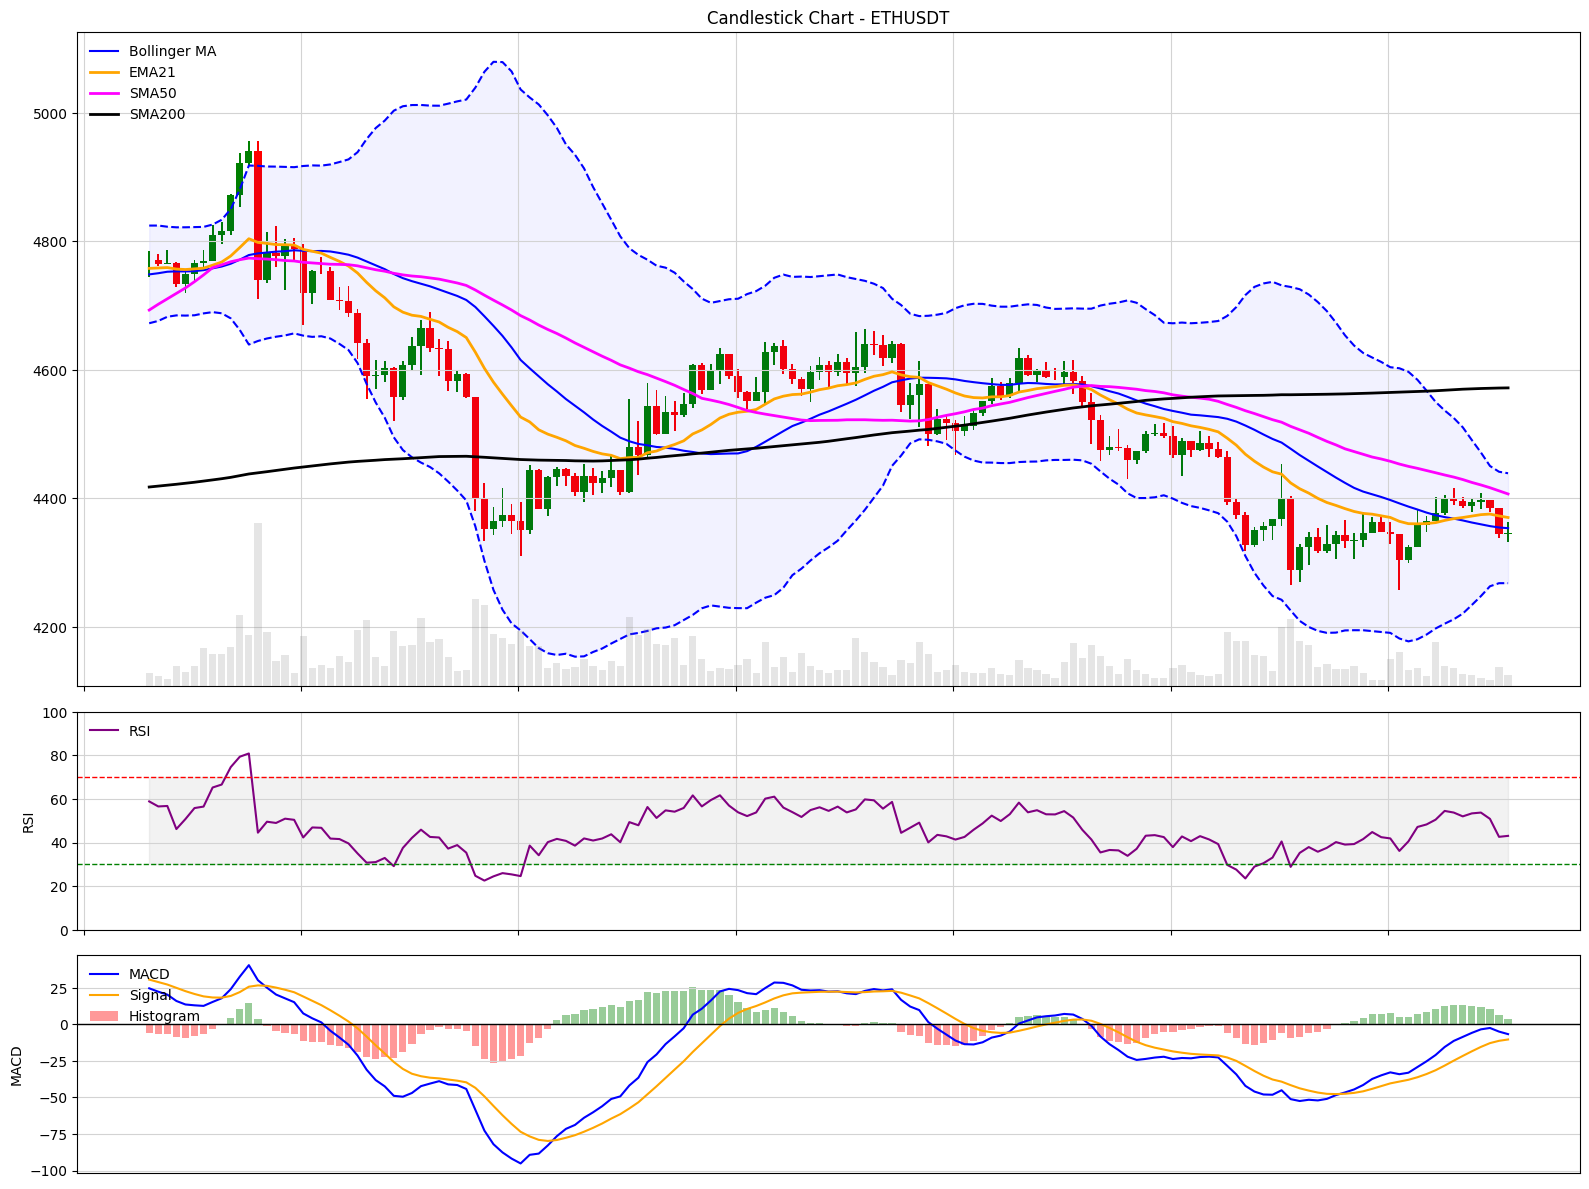 Candlestick Chart - ETHUSDT
Bollinger MA
EMA21
SMA50
SMA200
5000
4800
4600
4400
4200
RSI
100
80
60
40
20
0
RSI
MACD
Signal
Histogram
25
0
−25
−50
−75
−100
MACD